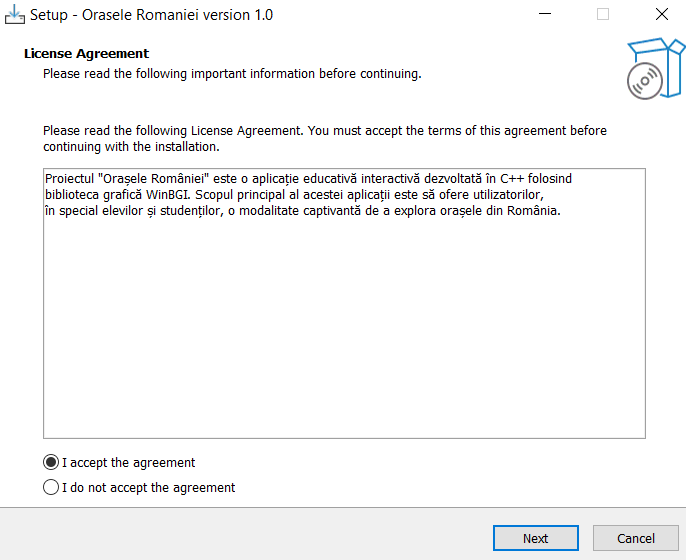 Setup - Orasele Romaniei version 1.0
License Agreement
Please read the following important information before continuing.
Please read the following License Agreement. You must accept the terms of this agreement before
continuing with the installation.
Proiectul "Orașele României" este o aplicație educativă interactivă dezvoltată în C++ folosind
biblioteca grafică WinBGI. Scopul principal al acestei aplicații este să ofere utilizatorilor,
în special elevilor și studenților, o modalitate captivantă de a explora orașele din România.
I accept the agreement
I do not accept the agreement
Next
Cancel